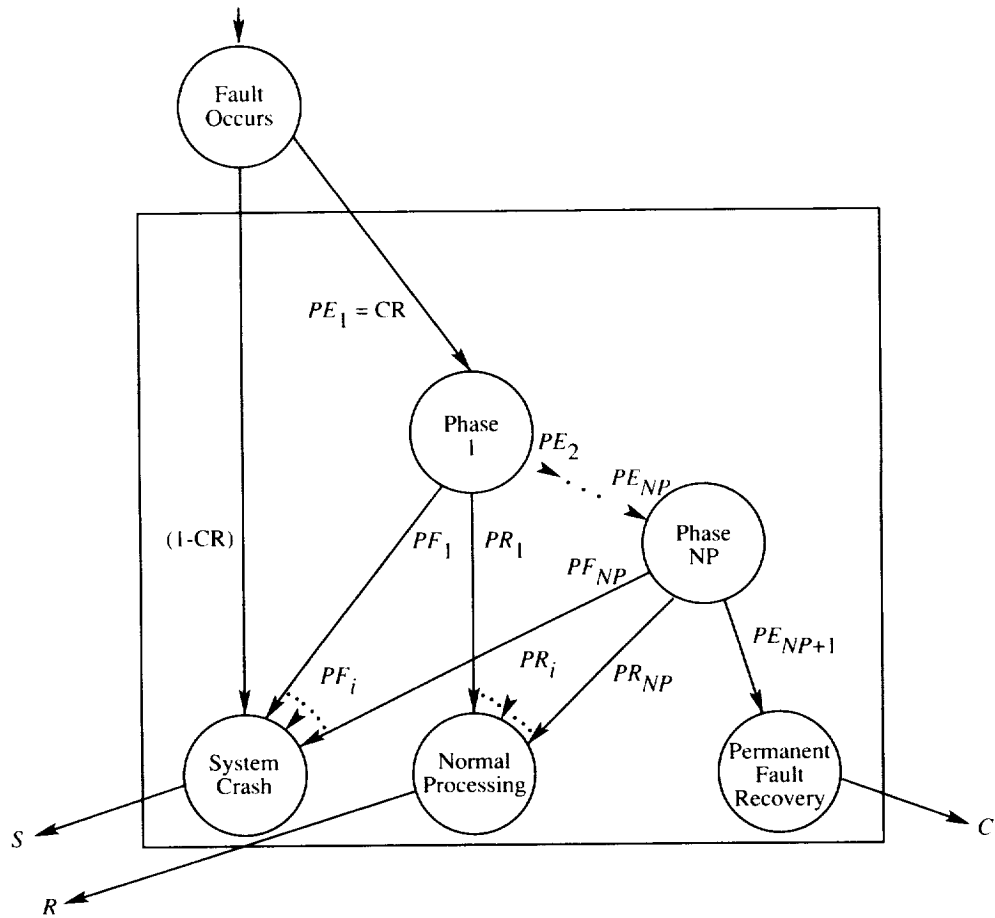 Fault
Occurs
PE1 = CR
Phase
1
PE2
PENP
Phase
NP
(1-CR)
PF1
PR1
PFNP
PENP+1
PFi
PRi
PRNP
System
Crash
Normal
Processing
Permanent
Fault
Recovery
S
C
R